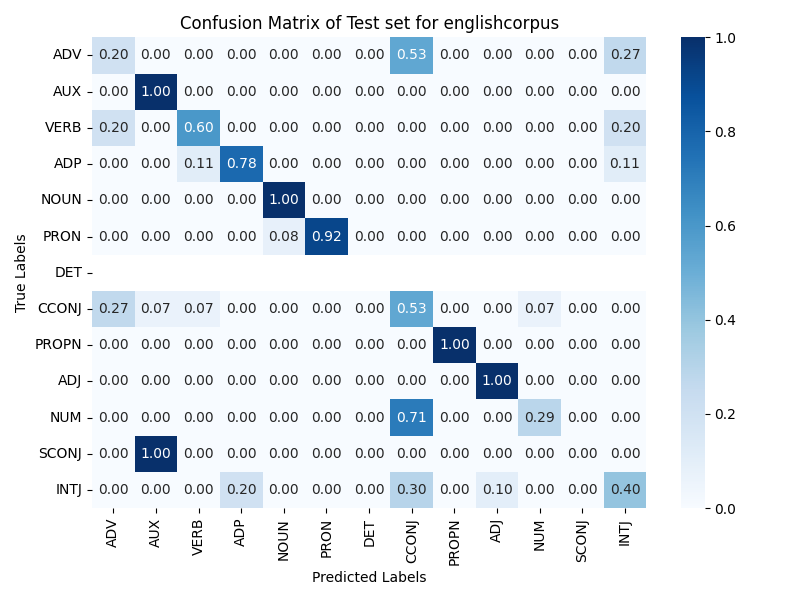 Confusion Matrix of Test set for englishcorpus
True Labels
ADV 0.20 0.00 0.00 0.00 0.00 0.00 0.00 0.53 0.00 0.00 0.00 0.00 0.27
AUX 0.00 1.00 0.00 0.00 0.00 0.00 0.00 0.00 0.00 0.00 0.00 0.00 0.00
VERB 0.20 0.00 0.60 0.00 0.00 0.00 0.00 0.00 0.00 0.00 0.00 0.00 0.20
ADP 0.00 0.00 0.11 0.78 0.00 0.00 0.00 0.00 0.00 0.00 0.00 0.00 0.11
NOUN 0.00 0.00 0.00 0.00 1.00 0.00 0.00 0.00 0.00 0.00 0.00 0.00 0.00
PRON 0.00 0.00 0.00 0.00 0.08 0.92 0.00 0.00 0.00 0.00 0.00 0.00 0.00
DET
CCONJ 0.27 0.07 0.07 0.00 0.00 0.00 0.00 0.53 0.00 0.00 0.07 0.00 0.00
PROPN 0.00 0.00 0.00 0.00 0.00 0.00 0.00 0.00 1.00 0.00 0.00 0.00 0.00
ADJ 0.00 0.00 0.00 0.00 0.00 0.00 0.00 0.00 0.00 1.00 0.00 0.00 0.00
NUM 0.00 0.00 0.00 0.00 0.00 0.00 0.00 0.71 0.00 0.00 0.29 0.00 0.00
SCONJ 0.00 1.00 0.00 0.00 0.00 0.00 0.00 0.00 0.00 0.00 0.00 0.00 0.00
INTJ 0.00 0.00 0.00 0.20 0.00 0.00 0.00 0.30 0.00 0.10 0.00 0.00 0.40
ADV AUX VERB ADP NOUN PRON DET CCONJ PROPN ADJ NUM SCONJ INTJ
Predicted Labels
1.0
0.8
0.6
0.4
0.2
0.0